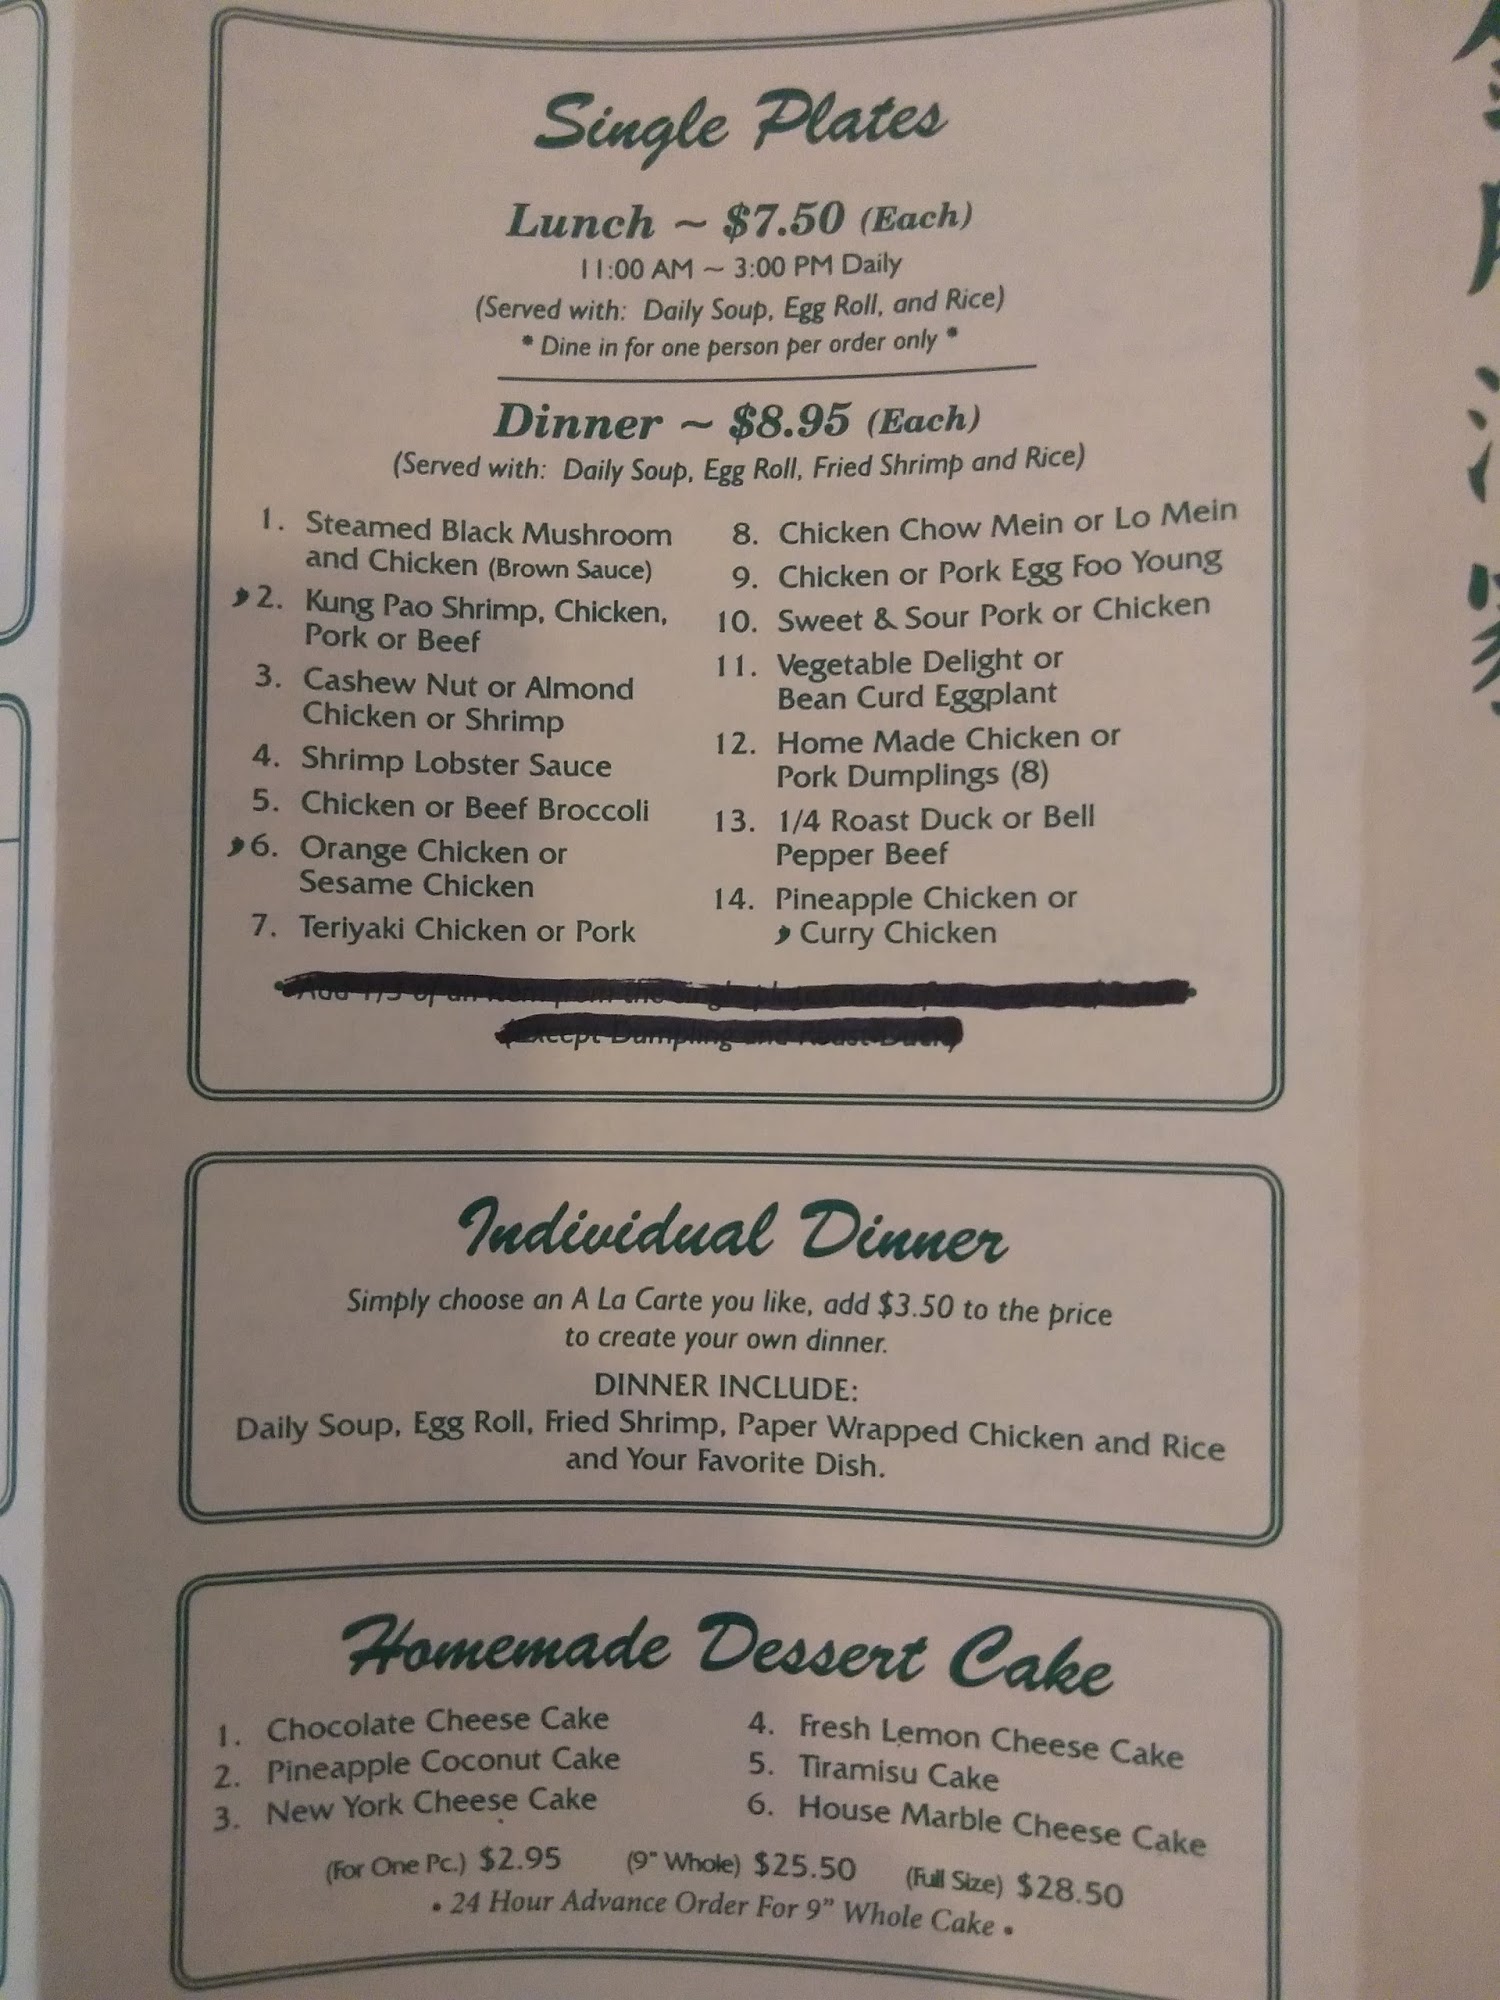 Single Plates
Lunch ~ $7.50 (Each)
11:00 AM ~ 3:00 PM Daily
(Served with: Daily Soup, Egg Roll, and Rice)
* Dine in for one person per order only *
Dinner ~ $8.95 (Each)
(Served with: Daily Soup, Egg Roll, Fried Shrimp and Rice)
1. Steamed Black Mushroom
and Chicken (Brown Sauce)
2. Kung Pao Shrimp, Chicken,
Pork or Beef
3. Cashew Nut or Almond
Chicken or Shrimp
4. Shrimp Lobster Sauce
5. Chicken or Beef Broccoli
6. Orange Chicken or
Sesame Chicken
7. Teriyaki Chicken or Pork
8. Chicken Chow Mein or Lo Mein
9. Chicken or Pork Egg Foo Young
10. Sweet & Sour Pork or Chicken
11. Vegetable Delight or
Bean Curd Eggplant
12. Home Made Chicken or
Pork Dumplings (8)
13. 1/4 Roast Duck or Bell
Pepper Beef
14. Pineapple Chicken or
Curry Chicken
(Except Dumpling and Roast Duck)
Individual Dinner
Simply choose an A La Carte you like, add $3.50 to the price
to create your own dinner.
DINNER INCLUDE:
Daily Soup, Egg Roll, Fried Shrimp, Paper Wrapped Chicken and Rice
and Your Favorite Dish.
Homemade Dessert Cake
1. Chocolate Cheese Cake
2. Pineapple Coconut Cake
3. New York Cheese Cake
4. Fresh Lemon Cheese Cake
5. Tiramisu Cake
6. House Marble Cheese Cake
(For One Pc.) $2.95 (9" Whole) $25.50 (Full Size) $28.50
• 24 Hour Advance Order For 9" Whole Cake •